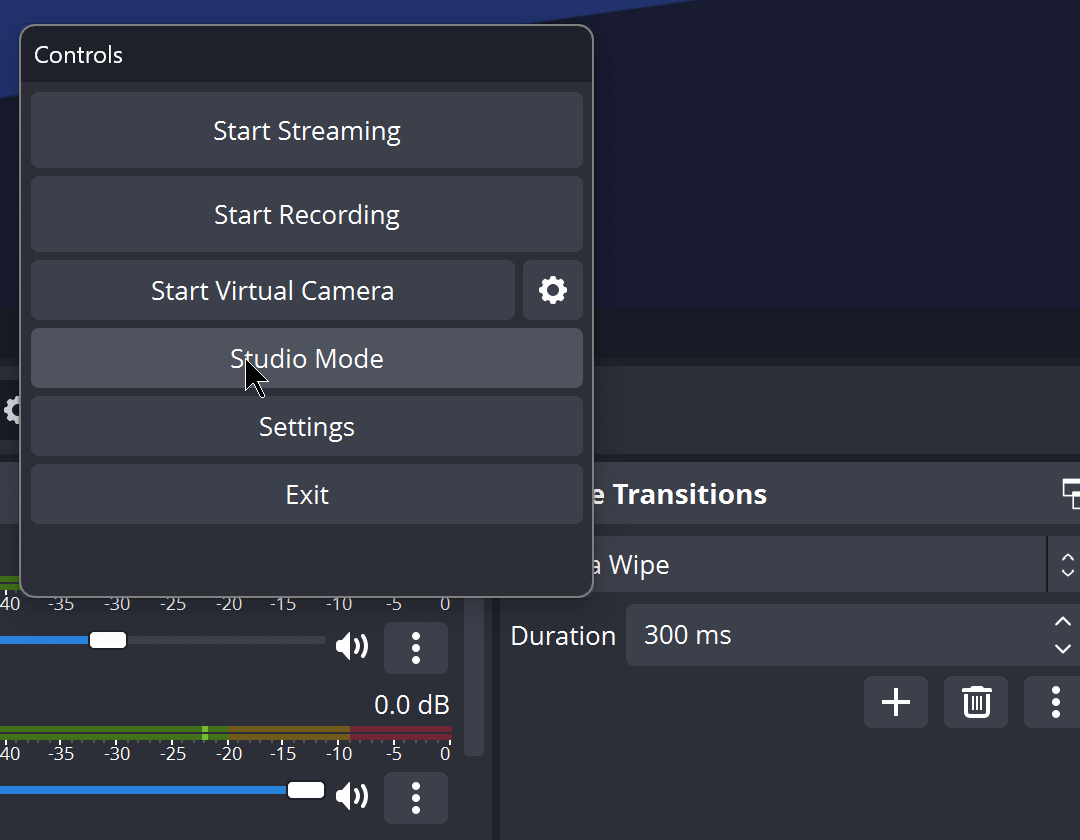 Controls
Start Streaming
Start Recording
Start Virtual Camera
Studio Mode
Settings
Exit
Transitions
Wipe
Duration 300 ms
40 -35 -30 -25 -20 -15 -10 -5 0
0.0 dB
40 -35 -30 -25 -20 -15 -10 -5 0